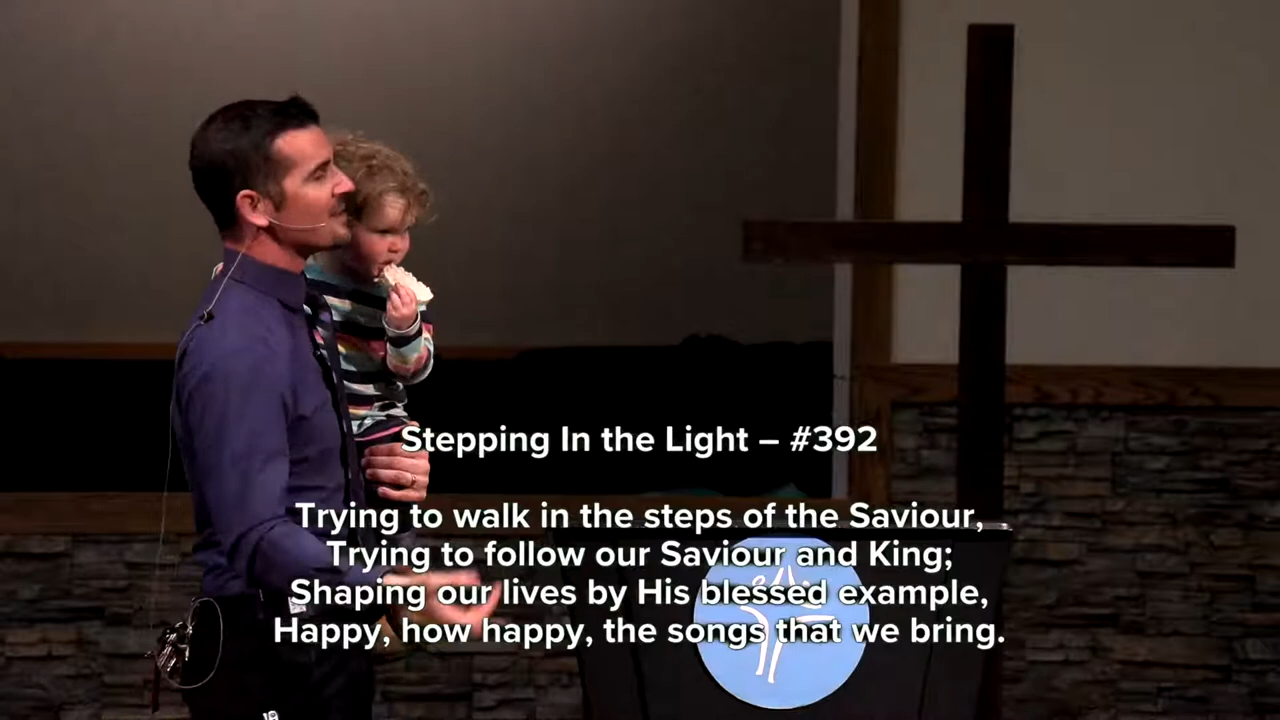 Stepping In the Light – #392
Trying to walk in the steps of the Saviour,
Trying to follow our Saviour and King;
Shaping our lives by His blessed example,
Happy, how happy, the songs that we bring.